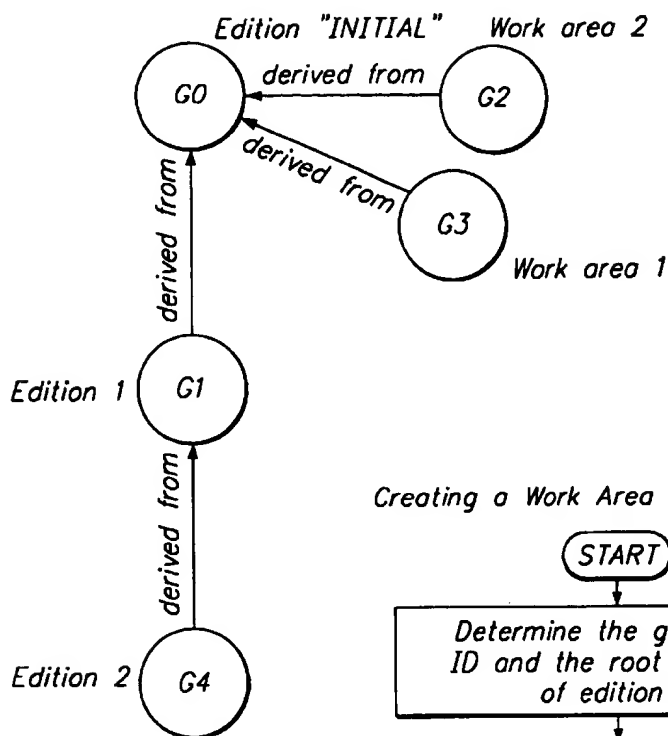 Edition "INITIAL"
Work area 2
derived from
G0
G2
derived from
G3
Work area 1
derived from
Edition 1
G1
derived from
Edition 2
G4
Creating a Work Area
START
Determine the g
ID and the root
of edition